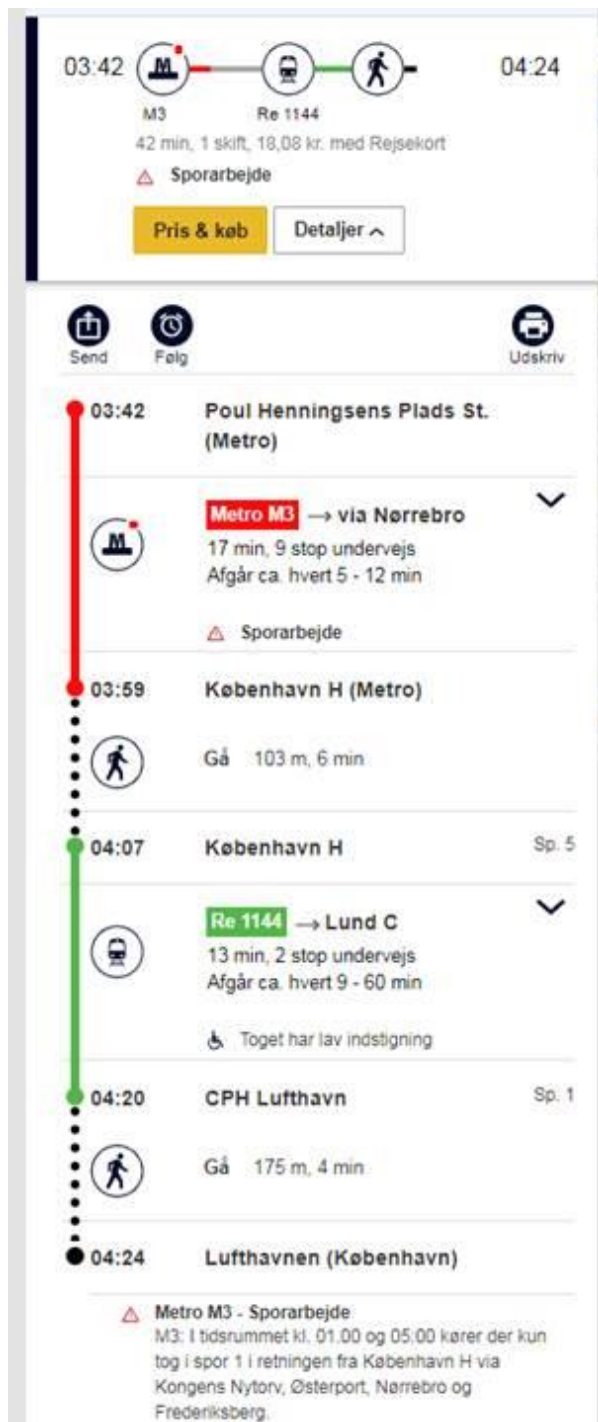 03:42 M 04:24
M3 Re 1144
42 min, 1 skift, 18,08 kr. med Rejsekort
Sporarbejde
Pris & køb Detaljer
Send Følg Udskriv
03:42 Poul Henningsens Plads St.
(Metro)
Metro M3 → via Nørrebro
M 17 min, 9 stop undervejs
Afgår ca. hvert 5 - 12 min
Sporarbejde
03:59 København H (Metro)
Gå 103 m, 6 min
04:07 København H Sp. 5
Re 1144 → Lund C
13 min, 2 stop undervejs
Afgår ca. hvert 9 - 60 min
Toget har lav indstigning
04:20 CPH Lufthavn Sp. 1
Gå 175 m, 4 min
04:24 Lufthavnen (København)
Metro M3 - Sporarbejde
M3: I tidsrummet kl. 01.00 og 05:00 kører der kun
tog i spor 1 i retningen fra København H via
Kongens Nytorv, Østerport, Nørrebro og
Frederiksberg.